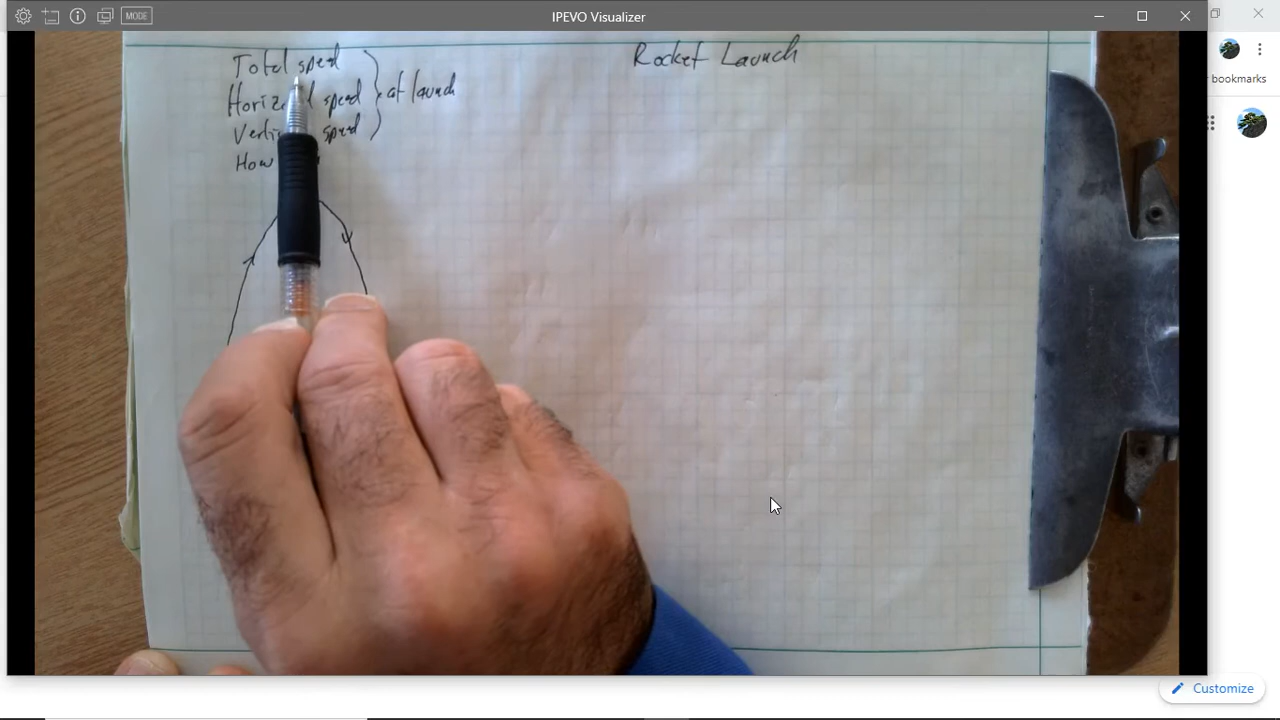 IPEVO Visualizer
MODE
Total speed
Rocket Launch
speed
at launch
speed
How
bookmarks
Customize